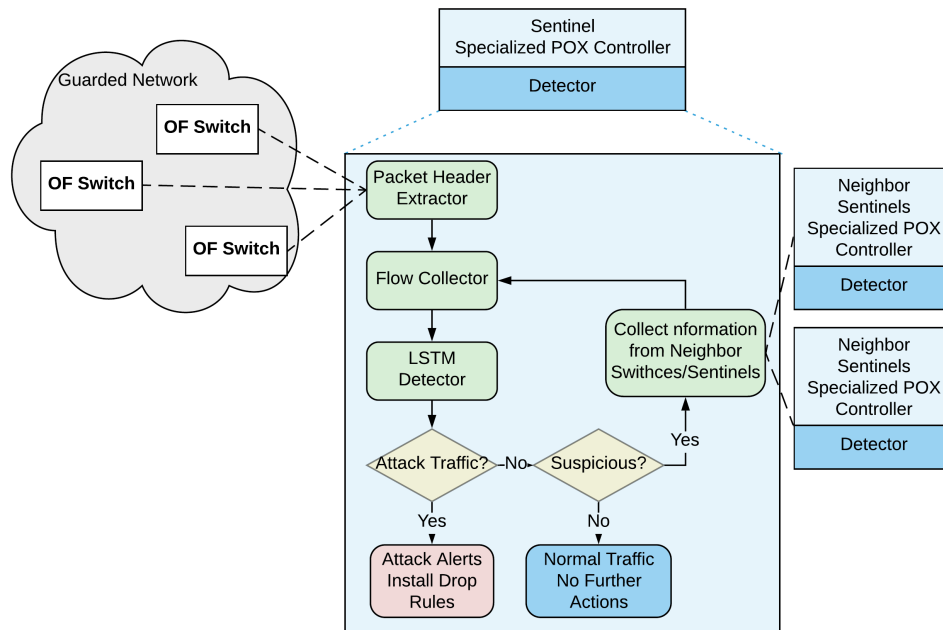 Sentinel
Specialized POX Controller
Detector
Guarded Network
OF Switch
OF Switch
OF Switch
Packet Header
Extractor
Flow Collector
LSTM
Detector
Attack Traffic?
No
Suspicious?
Yes
Collect nformation
from Neighbor
Swithces/Sentinels
Yes
No
Attack Alerts
Install Drop
Rules
Normal Traffic
No Further
Actions
Neighbor
Sentinels
Specialized POX
Controller
Detector
Neighbor
Sentinels
Specialized POX
Controller
Detector